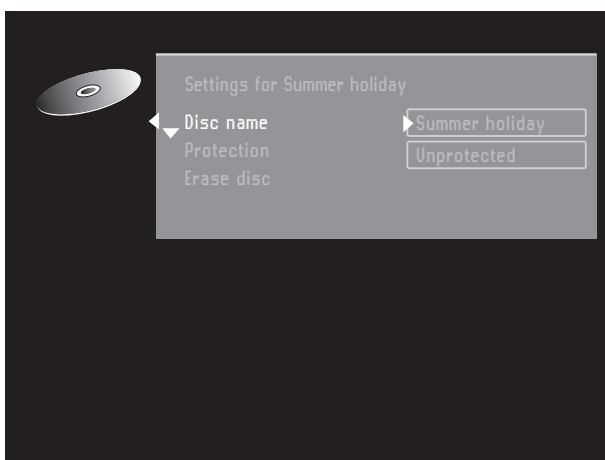 Settings for Summer holiday
Disc name Summer holiday
Protection Unprotected
Erase disc